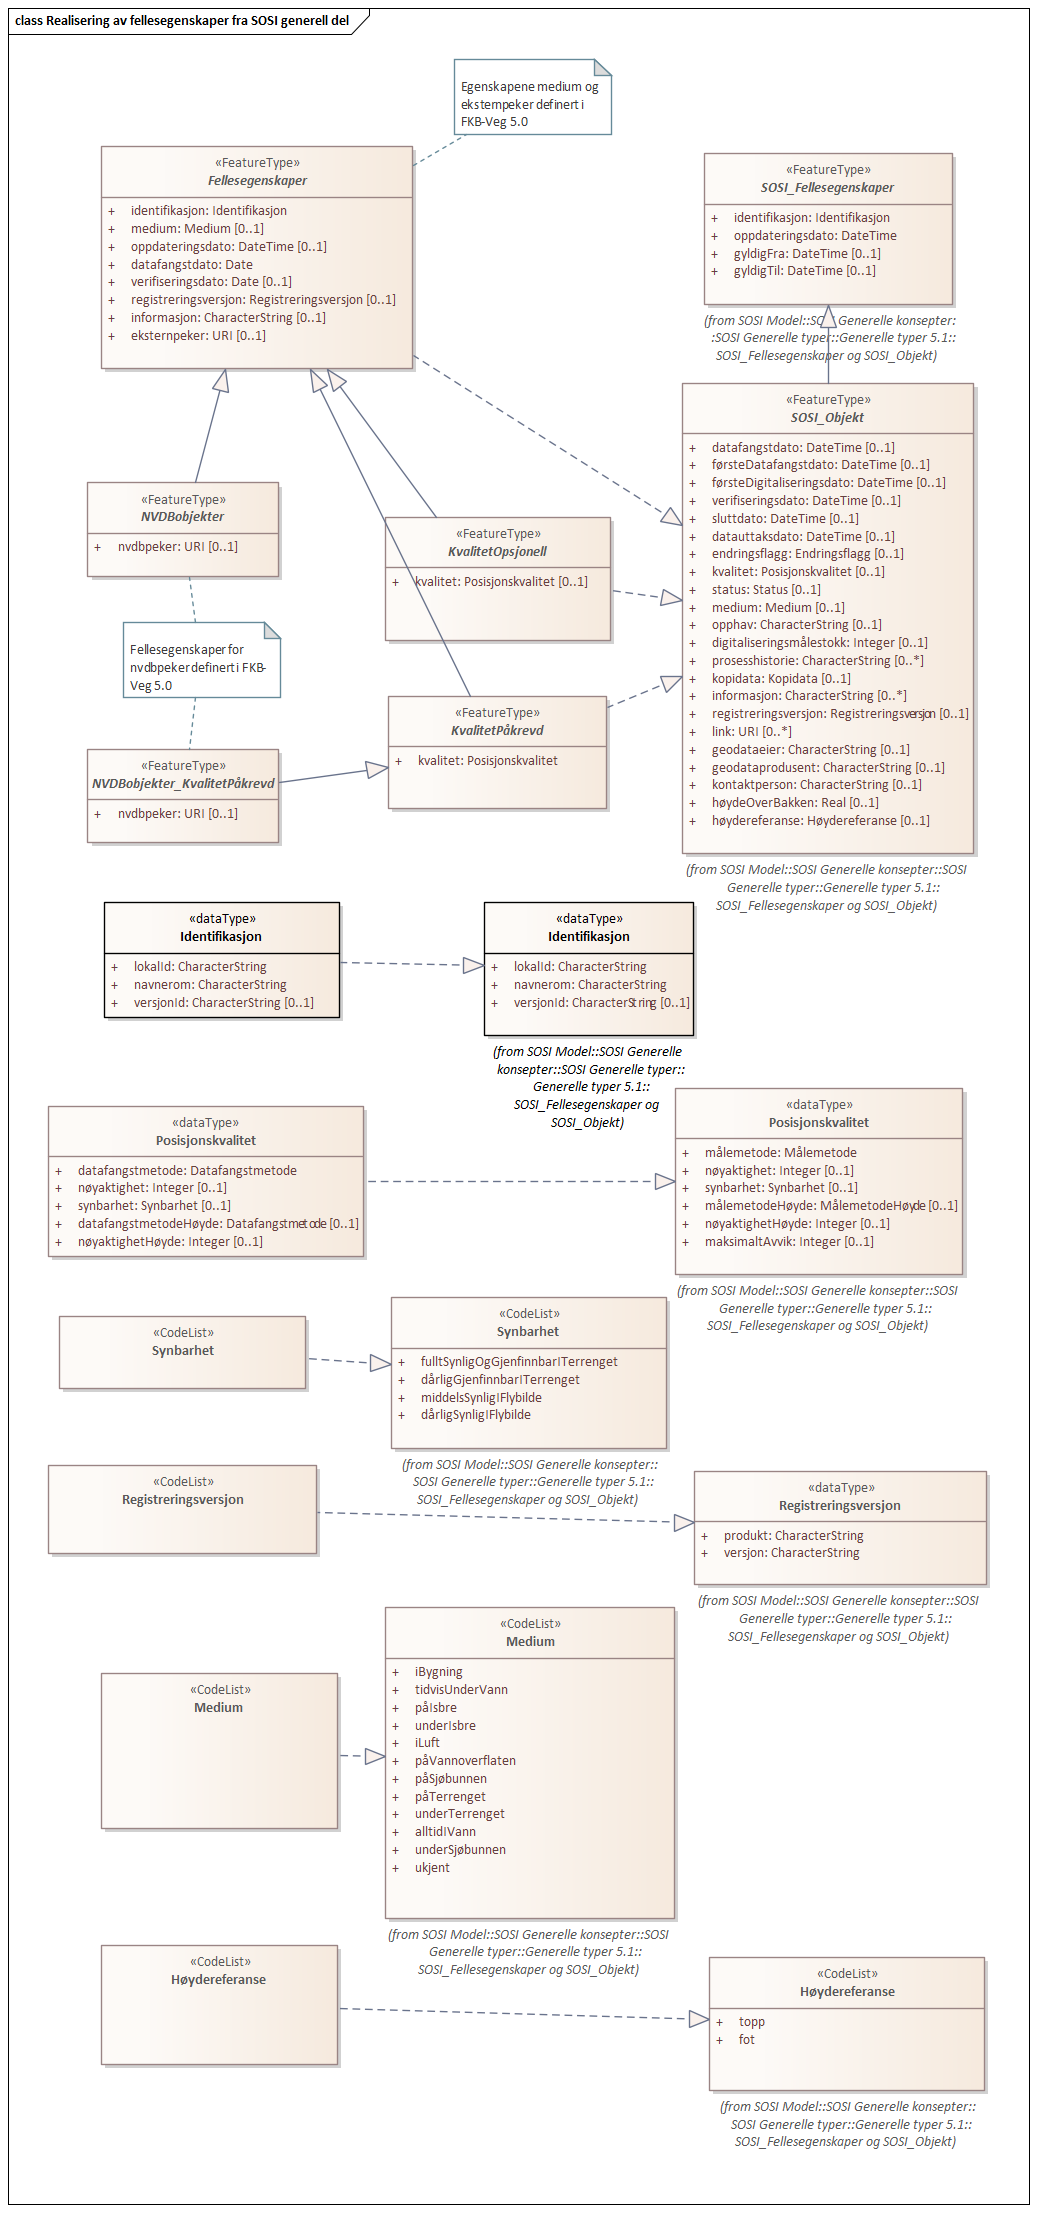 class Realisering av fellesegenskaper fra SOSI generell del
Egenskapene medium og
eksternpeker definert i
FKB-Veg 5.0
«FeatureType»
Fellesegenskaper
+ identifikasjon: Identifikasjon
+ medium: Medium [0..1]
+ oppdateringsdato: DateTime [0..1]
+ datafangstdato: Date
+ verifiseringsdato: Date [0..1]
+ registreringsversjon: Registreringsversjon [0..1]
+ informasjon: CharacterString [0..1]
+ eksternpeker: URI [0..1]
«FeatureType»
SOSI_Fellesegenskaper
+ identifikasjon: Identifikasjon
+ oppdateringsdato: DateTime
+ gyldigFra: DateTime [0..1]
+ gyldigTil: DateTime [0..1]
(from SOSI Model::SOSI Generelle konsepter:
:SOSI Generelle typer::Generelle typer 5.1::
SOSI_Fellesegenskaper og SOSI_Objekt)
«FeatureType»
SOSI_Objekt
+ datafangstdato: DateTime [0..1]
+ førsteDatafangstdato: DateTime [0..1]
+ førsteDigitaliseringsdato: DateTime [0..1]
+ verifiseringsdato: DateTime [0..1]
+ sluttdato: DateTime [0..1]
+ datauttaksdato: DateTime [0..1]
+ endringsflagg: Endringsflagg [0..1]
+ kvalitet: Posisjonskvalitet [0..1]
+ status: Status [0..1]
+ medium: Medium [0..1]
+ opphav: CharacterString [0..1]
+ digitaliseringsmålestokk: Integer [0..1]
+ prosesshistorie: CharacterString [0..*]
+ kopidata: Kopidata [0..1]
+ informasjon: CharacterString [0..*]
+ registreringsversjon: Registreringsversjon [0..1]
+ link: URI [0..*]
+ geodataeier: CharacterString [0..1]
+ geodataprodusent: CharacterString [0..1]
+ kontaktperson: CharacterString [0..1]
+ høydeOverBakken: Real [0..1]
+ høydereferanse: Høydereferanse [0..1]
(from SOSI Model::SOSI Generelle konsepter::SOSI
Generelle typer::Generelle typer 5.1::
SOSI_Fellesegenskaper og SOSI_Objekt)
«FeatureType»
NVDBobjekter
+ nvdbpeker: URI [0..1]
«FeatureType»
KvalitetOpsjonell
+ kvalitet: Posisjonskvalitet [0..1]
Fellesegenskaper for
nvdbpeker definert i FKB-
Veg 5.0
«FeatureType»
KvalitetPåkrevd
+ kvalitet: Posisjonskvalitet
«FeatureType»
NVDBobjekter_KvalitetPåkrevd
+ nvdbpeker: URI [0..1]
«dataType»
Identifikasjon
+ lokalId: CharacterString
+ navnerom: CharacterString
+ versjonId: CharacterString [0..1]
«dataType»
Identifikasjon
+ lokalId: CharacterString
+ navnerom: CharacterString
+ versjonId: CharacterString [0..1]
(from SOSI Model::SOSI Generelle
konsepter::SOSI Generelle typer::
Generelle typer 5.1::
SOSI_Fellesegenskaper og
SOSI_Objekt)
«dataType»
Posisjonskvalitet
+ datafangstmetode: Datafangstmetode
+ nøyaktighet: Integer [0..1]
+ synbarhet: Synbarhet [0..1]
+ datafangstmetodeHøyde: Datafangstmetode [0..1]
+ nøyaktighetHøyde: Integer [0..1]
«dataType»
Posisjonskvalitet
+ målemetode: Målemetode
+ nøyaktighet: Integer [0..1]
+ synbarhet: Synbarhet [0..1]
+ målemetodeHøyde: MålemetodeHøyde [0..1]
+ nøyaktighetHøyde: Integer [0..1]
+ maksimaltAvvik: Integer [0..1]
(from SOSI Model::SOSI Generelle konsepter::SOSI
Generelle typer::Generelle typer 5.1::
SOSI_Fellesegenskaper og SOSI_Objekt)
«CodeList»
Synbarhet
«CodeList»
Synbarhet
+ fulltSynligOgGjenfinnbarITerrenget
+ dårligGjenfinnbarITerrenget
+ middelsSynligIFlybilde
+ dårligSynligIFlybilde
(from SOSI Model::SOSI Generelle konsepter::
SOSI Generelle typer::Generelle typer 5.1::
SOSI_Fellesegenskaper og SOSI_Objekt)
«CodeList»
Registreringsversjon
«dataType»
Registreringsversjon
+ produkt: CharacterString
+ versjon: CharacterString
(from SOSI Model::SOSI Generelle konsepter::SOSI
Generelle typer::Generelle typer 5.1::
SOSI_Fellesegenskaper og SOSI_Objekt)
«CodeList»
Medium
«CodeList»
Medium
+ iBygning
+ tidvisUnderVann
+ påIsbre
+ underIsbre
+ iLuft
+ påVannoverflaten
+ påSjøbunnen
+ påTerrenget
+ underTerrenget
+ alltidIVann
+ underSjøbunnen
+ ukjent
(from SOSI Model::SOSI Generelle konsepter::SOSI
Generelle typer::Generelle typer 5.1::
SOSI_Fellesegenskaper og SOSI_Objekt)
«CodeList»
Høydereferanse
«CodeList»
Høydereferanse
+ topp
+ fot
(from SOSI Model::SOSI Generelle konsepter::
SOSI Generelle typer::Generelle typer 5.1::
SOSI_Fellesegenskaper og SOSI_Objekt)